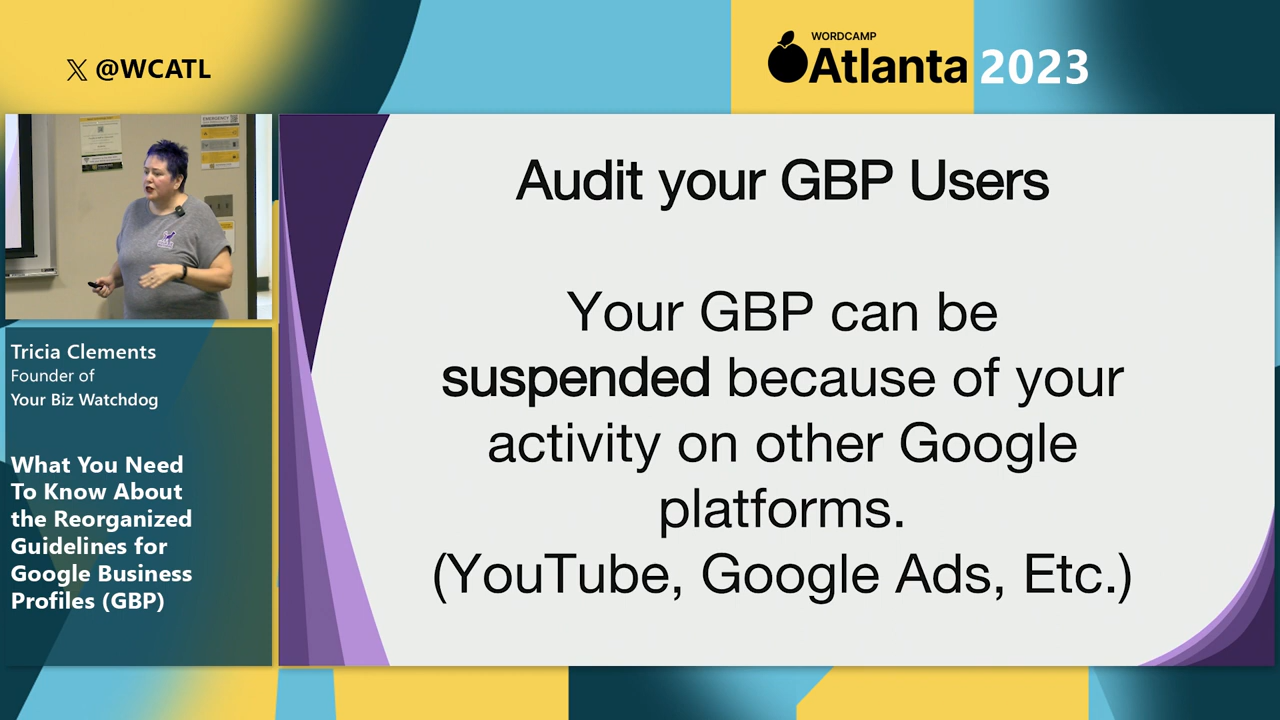 𝕏 @WCATL
WORDCAMP
Atlanta 2023
EMERGENCY
Tricia Clements
Founder of
Your Biz Watchdog
What You Need
To Know About
the Reorganized
Guidelines for
Google Business
Profiles (GBP)
Audit your GBP Users
Your GBP can be
suspended because of your
activity on other Google
platforms.
(YouTube, Google Ads, Etc.)